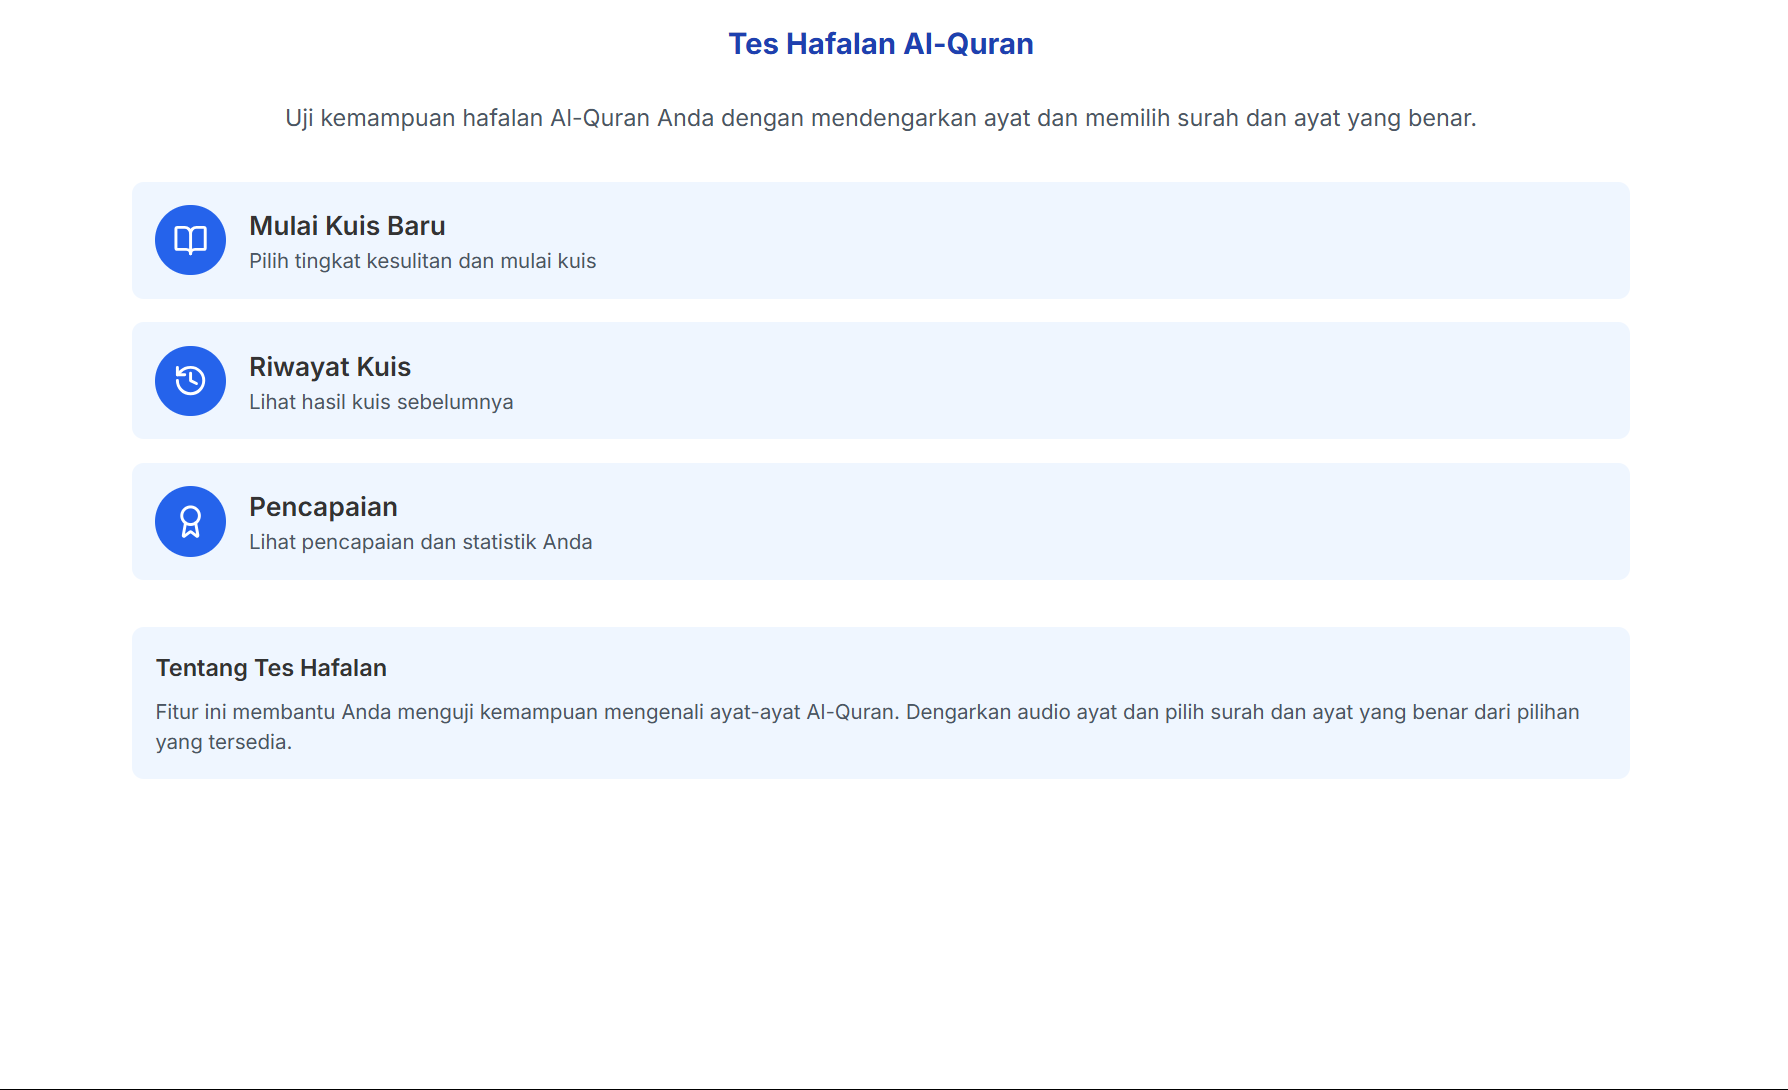 Tes Hafalan Al-Quran
Uji kemampuan hafalan Al-Quran Anda dengan mendengarkan ayat dan memilih surah dan ayat yang benar.
Mulai Kuis Baru
Pilih tingkat kesulitan dan mulai kuis
Riwayat Kuis
Lihat hasil kuis sebelumnya
Pencapaian
Lihat pencapaian dan statistik Anda
Tentang Tes Hafalan
Fitur ini membantu Anda menguji kemampuan mengenali ayat-ayat Al-Quran. Dengarkan audio ayat dan pilih surah dan ayat yang benar dari pilihan
yang tersedia.